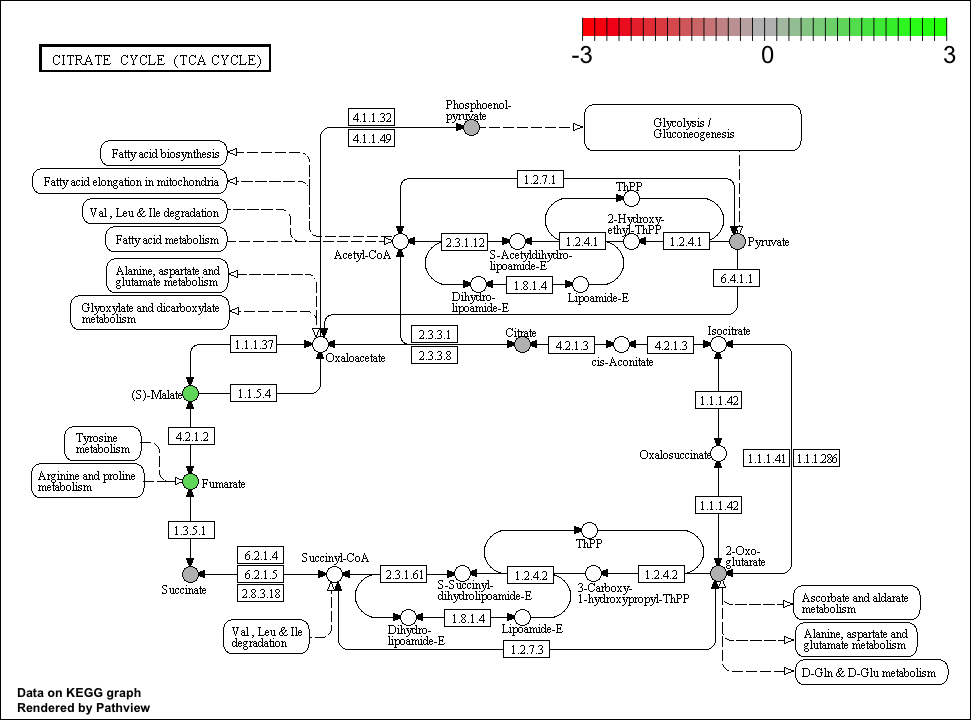 CITRATE CYCLE (TCA CYCLE)
-3
0
3
Phosphoenol-
pyruvate
4.1.1.32
4.1.1.49
Glycolysis /
Gluconeogenesis
Fatty acid biosynthesis
Fatty acid elongation in mitochondria
Val , Leu & Ile degradation
Fatty acid metabolism
Alanine, aspartate and
glutamate metabolism
Glyoxylate and dicarboxylate
metabolism
1.2.7.1
ThPP
2-Hydroxy-
ethyl-ThPP
Acetyl-CoA
2.3.1.12
S-Acetyldihydro-
lipoamide-E
1.2.4.1
1.2.4.1
Pyruvate
1.8.1.4
Dihydro-
lipoamide-E
Lipoamide-E
6.4.1.1
1.1.1.37
Oxaloacetate
2.3.3.1
2.3.3.8
Citrate
4.2.1.3
cis-Aconitate
4.2.1.3
Isocitrate
(S)-Malate
1.1.5.4
1.1.1.42
4.2.1.2
Tyrosine
metabolism
Arginine and proline
metabolism
Fumarate
Oxalosuccinate
1.1.1.41
1.1.1.286
1.1.1.42
1.3.5.1
Succinate
6.2.1.4
6.2.1.5
2.8.3.18
Succinyl-CoA
2.3.1.61
S-Succinyl-
dihydrolipoamide-E
ThPP
1.2.4.2
3-Carboxy-
1-hydroxypropyl-ThPP
1.2.4.2
2-Oxo-
glutarate
Val , Leu & Ile
degradation
Dihydro-
lipoamide-E
1.8.1.4
Lipoamide-E
1.2.7.3
Ascorbate and aldarate
metabolism
Alanine, aspartate and
glutamate metabolism
D-Gln & D-Glu metabolism
Data on KEGG graph
Rendered by Pathview